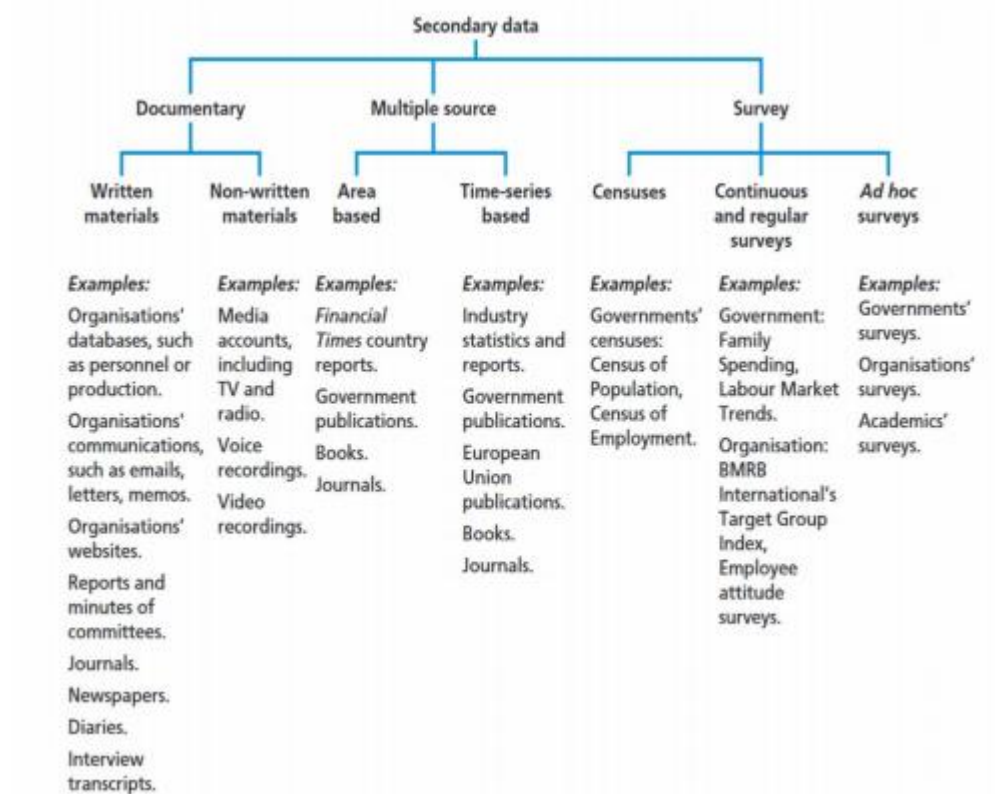 Secondary data
Documentary
Multiple source
Survey
Written
materials
Non-written
materials
Area
based
Time-series
based
Censuses
Continuous
and regular
surveys
Ad hoc
surveys
Examples:
Organisations'
databases, such
as personnel or
production.
Organisations'
communications,
such as emails,
letters, memos.
Organisations'
websites.
Reports and
minutes of
committees.
Journals.
Newspapers.
Diaries.
Interview
transcripts.
Examples:
Media
accounts,
including
TV and
radio.
Voice
recordings.
Video
recordings.
Examples:
Financial
Times country
reports.
Government
publications.
Books.
Journals.
Examples:
Industry
statistics and
reports.
Government
publications.
European
Union
publications.
Books.
Journals.
Examples:
Governments'
censuses:
Census of
Population,
Census of
Employment.
Examples:
Government:
Family
Spending,
Labour Market
Trends.
Organisation:
BMRB
International's
Target Group
Index,
Employee
attitude
surveys.
Examples:
Governments'
surveys.
Organisations'
surveys.
Academics'
surveys.